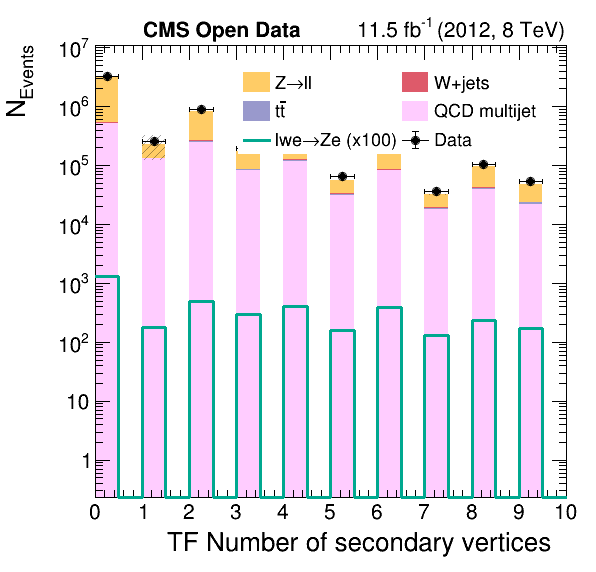 CMS Open Data 11.5 fb⁻¹ (2012, 8 TeV)
N_Events
Z→ll W+jets
tt̄ QCD multijet
lwe→Ze (x100) Data
10⁷
10⁶
10⁵
10⁴
10³
10²
10
1
0 1 2 3 4 5 6 7 8 9 10
TF Number of secondary vertices